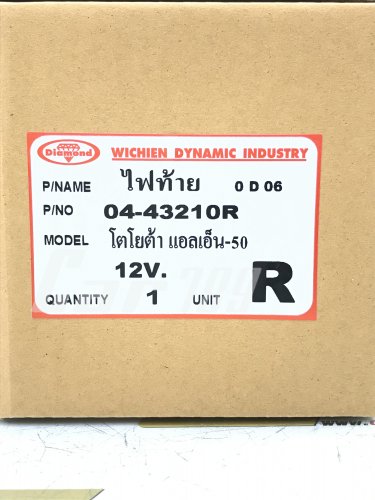 Diamond
WICHIEN DYNAMIC INDUSTRY
P/NAME ไฟท้าย 0 D 06
P/NO 04-43210R
MODEL โตโยต้า แอลเอ็น-50
12V.
QUANTITY 1 UNIT R